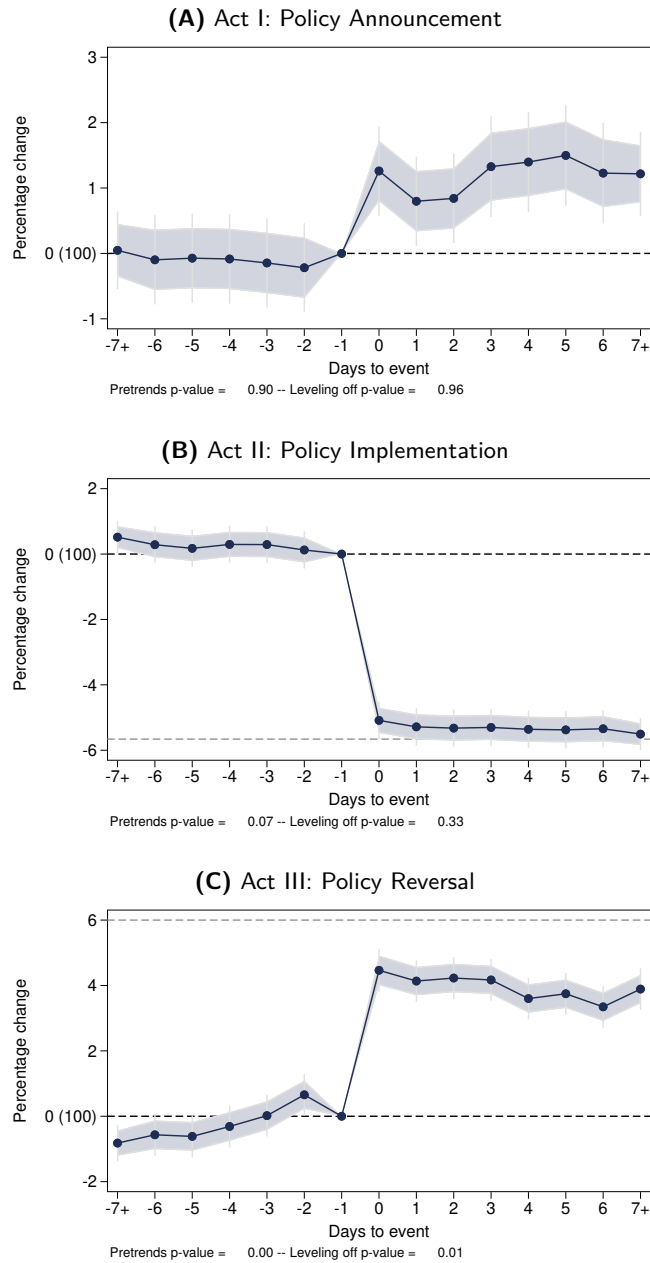 (A) Act I: Policy Announcement
3
2
1
0 (100)
-1
Percentage change
-7+ -6 -5 -4 -3 -2 -1 0 1 2 3 4 5 6 7+
Days to event
Pretrends p-value = 0.90 -- Leveling off p-value = 0.96
(B) Act II: Policy Implementation
2
0 (100)
-2
-4
-6
Percentage change
-7+ -6 -5 -4 -3 -2 -1 0 1 2 3 4 5 6 7+
Days to event
Pretrends p-value = 0.07 -- Leveling off p-value = 0.33
(C) Act III: Policy Reversal
6
4
2
0 (100)
-2
Percentage change
-7+ -6 -5 -4 -3 -2 -1 0 1 2 3 4 5 6 7+
Days to event
Pretrends p-value = 0.00 -- Leveling off p-value = 0.01